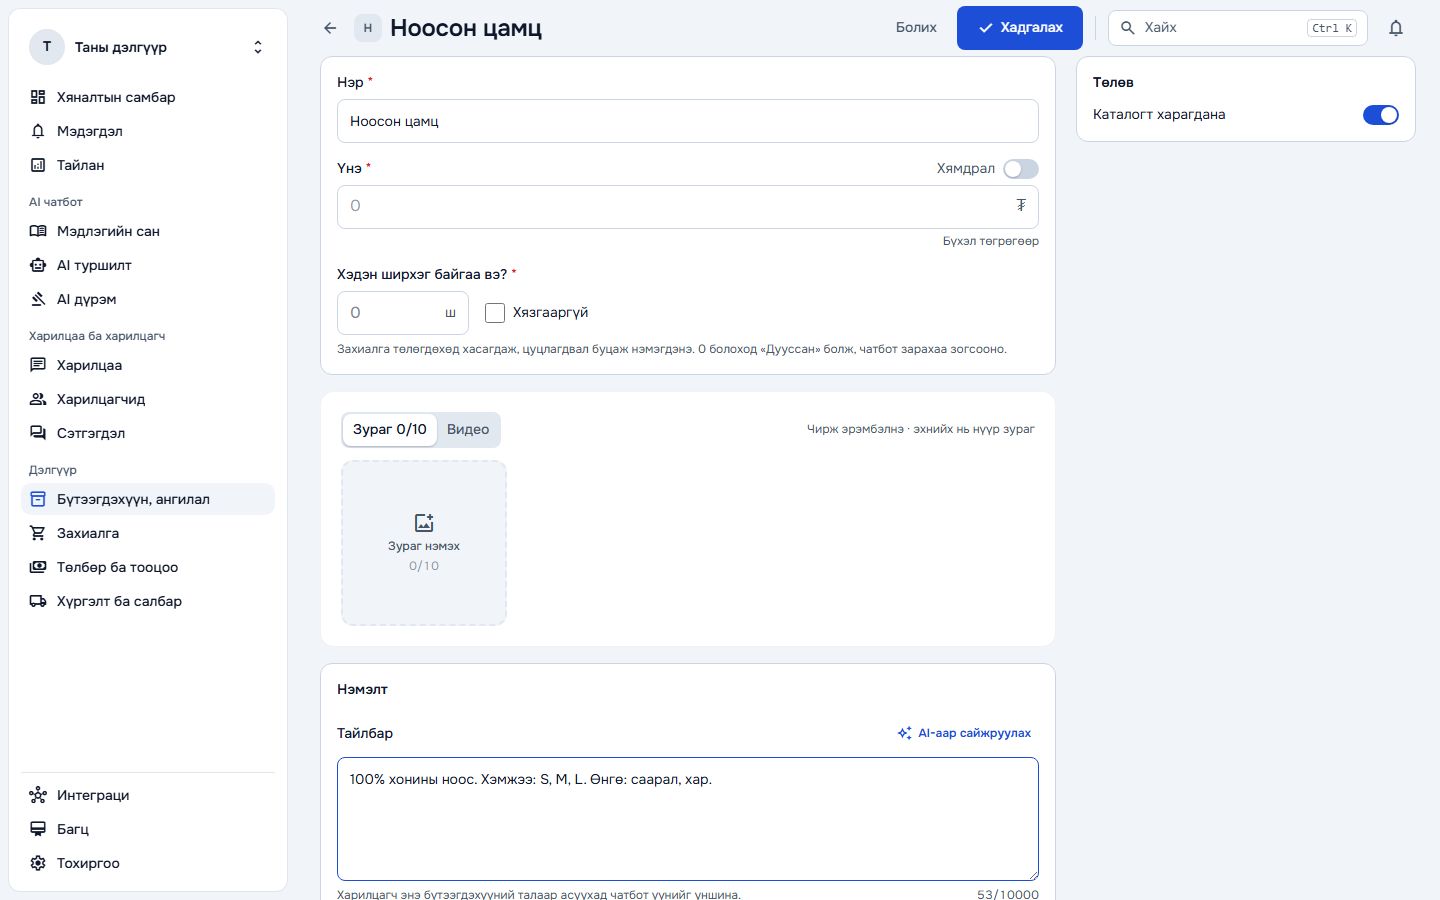 Т
Таны дэлгүүр
Хяналтын самбар
Мэдэгдэл
Тайлан
AI чатбот
Мэдлэгийн сан
AI туршилт
AI дүрэм
Харилцаа ба харилцагч
Харилцаа
Харилцагчид
Сэтгэгдэл
Дэлгүүр
Бүтээгдэхүүн, ангилал
Захиалга
Төлбөр ба тооцоо
Хүргэлт ба салбар
Интеграци
Багц
Тохиргоо
Н
Ноосон цамц
Болих
Хадгалах
Хайх
Ctrl K
Нэр *
Ноосон цамц
Үнэ *
Хямдрал
0
₮
Бүхэл төгрөгөөр
Хэдэн ширхэг байгаа вэ? *
0
ш
Хязгааргүй
Захиалга төлөгдөхөд хасагдаж, цуцлагдвал буцаж нэмэгдэнэ. 0 болоход «Дууссан» болж, чатбот зарахаа зогсооно.
Зураг 0/10
Видео
Чирж эрэмбэлнэ · эхнийх нь нүүр зураг
Зураг нэмэх
0/10
Нэмэлт
Тайлбар
AI-аар сайжруулах
100% хонины ноос. Хэмжээ: S, M, L. Өнгө: саарал, хар.
Харилцагч энэ бүтээгдэхүүний талаар асуухад чатбот үүнийг уншина.
53/10000
Төлөв
Каталогт харагдана